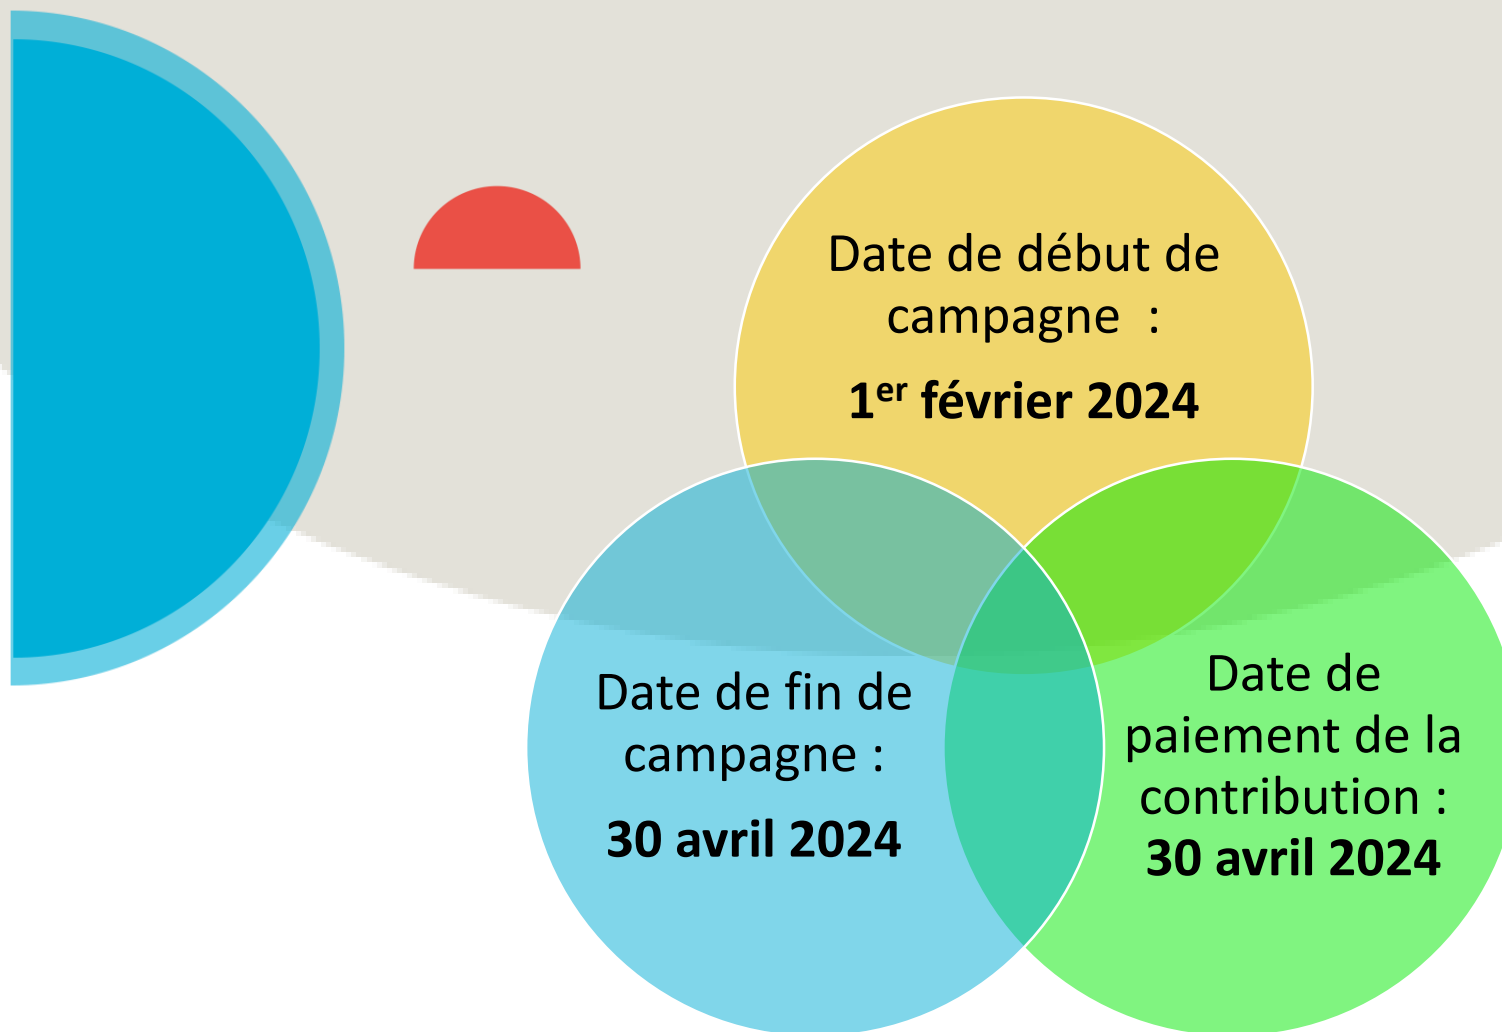 Date de début de
campagne :
1er février 2024
Date de fin de
campagne :
30 avril 2024
Date de
paiement de la
contribution :
30 avril 2024